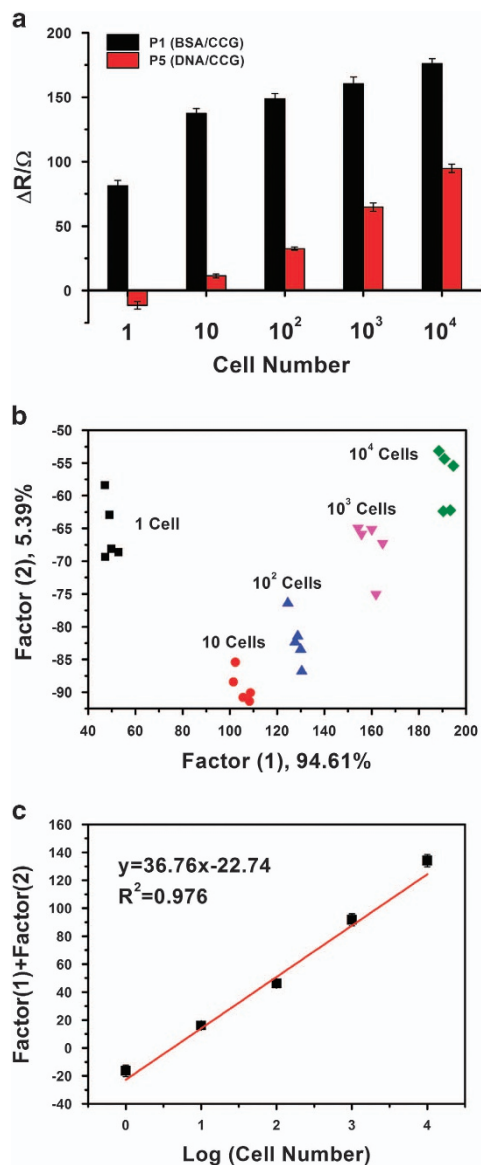 a
200
150
100
50
0
ΔR/Ω
P1 (BSA/CCG)
P5 (DNA/CCG)
1 10 10² 10³ 10⁴
Cell Number
b
-50
-55
-60
-65
-70
-75
-80
-85
-90
Factor (2), 5.39%
10⁴ Cells
10³ Cells
1 Cell
10² Cells
10 Cells
40 60 80 100 120 140 160 180 200
Factor (1), 94.61%
c
160
140
120
100
80
60
40
20
0
-20
-40
Factor(1)+Factor(2)
y=36.76x-22.74
R²=0.976
0 1 2 3 4
Log (Cell Number)